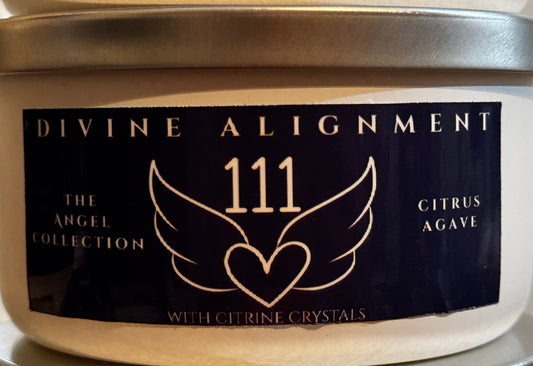 DIVINE ALIGNMENT
111
THE
ANGEL
COLLECTION
CITRUS
AGAVE
WITH CITRINE CRYSTALS